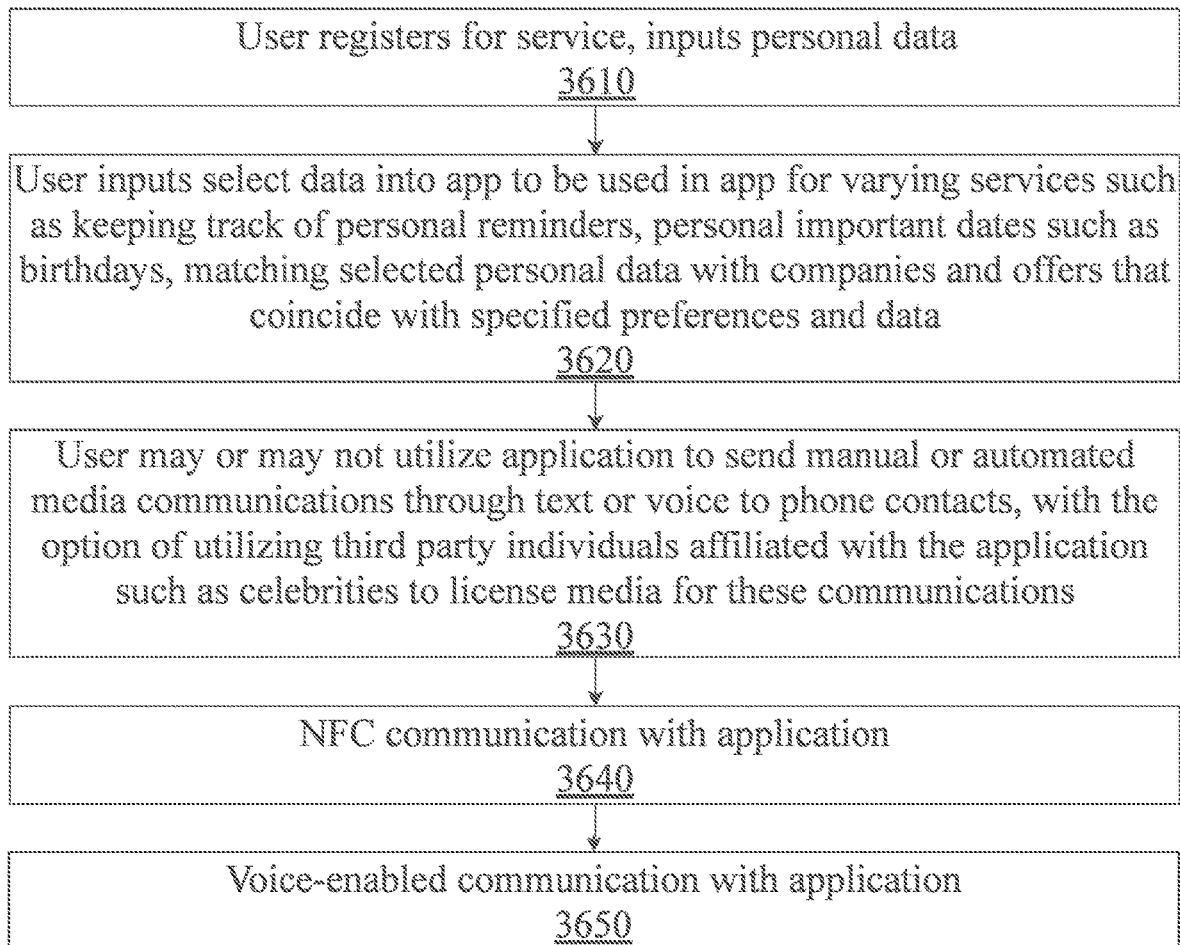 User registers for service, inputs personal data
3610
User inputs select data into app to be used in app for varying services such
as keeping track of personal reminders, personal important dates such as
birthdays, matching selected personal data with companies and offers that
coincide with specified preferences and data
3620
User may or may not utilize application to send manual or automated
media communications through text or voice to phone contacts, with the
option of utilizing third party individuals affiliated with the application
such as celebrities to license media for these communications
3630
NFC communication with application
3640
Voice-enabled communication with application
3650